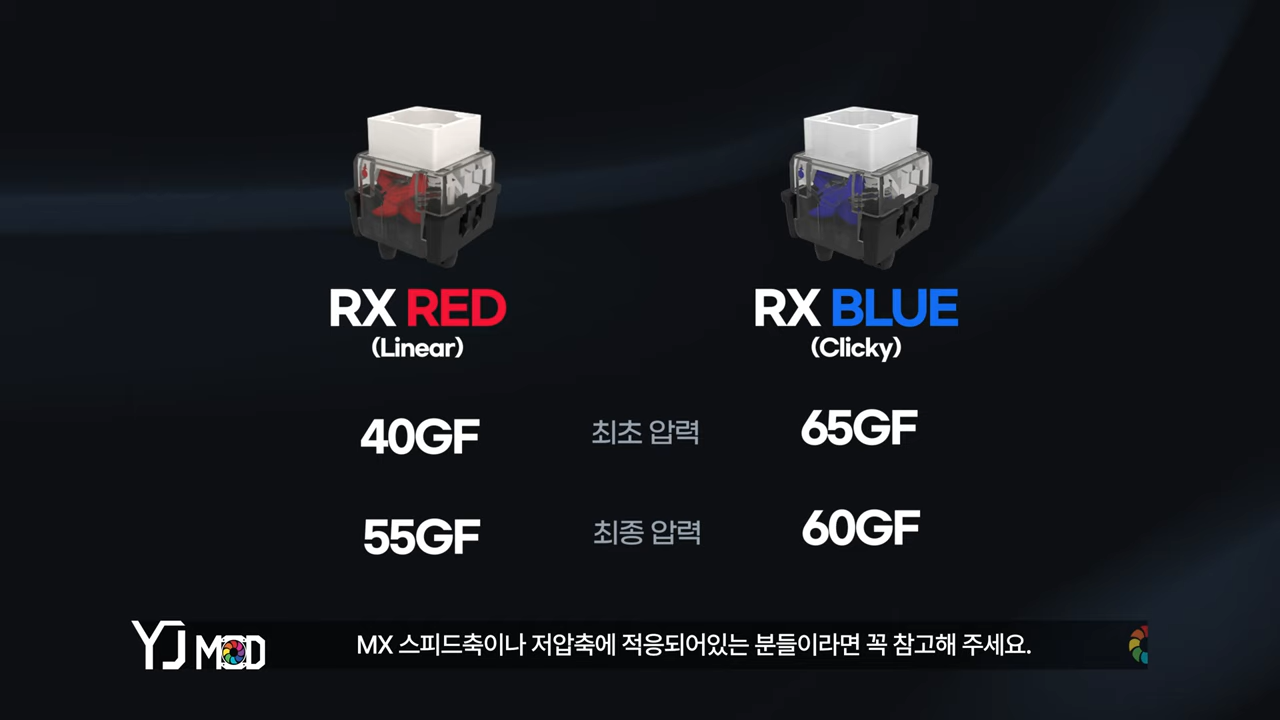 RX RED
(Linear)
RX BLUE
(Clicky)
40GF
최초 압력
65GF
55GF
최종 압력
60GF
YJ MOD
MX 스피드축이나 저압축에 적응되어있는 분들이라면 꼭 참고해 주세요.